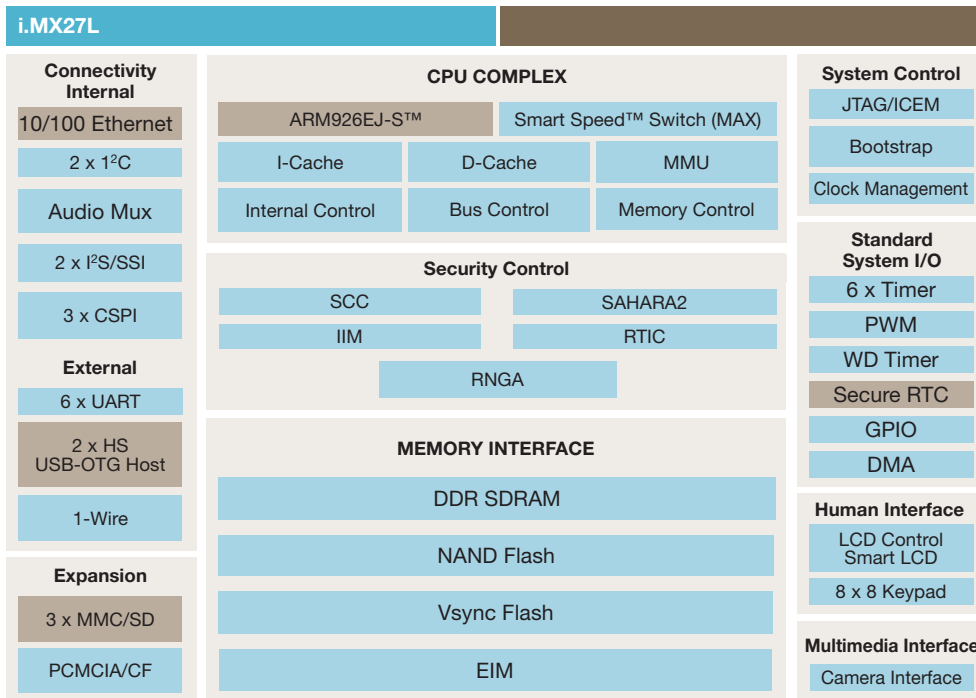 i.MX27L
Connectivity
Internal
10/100 Ethernet
2 x 1²C
Audio Mux
2 x I²S/SSI
3 x CSPI
External
6 x UART
2 x HS
USB-OTG Host
1-Wire
Expansion
3 x MMC/SD
PCMCIA/CF
CPU COMPLEX
ARM926EJ-S™
Smart Speed™ Switch (MAX)
I-Cache
D-Cache
MMU
Internal Control
Bus Control
Memory Control
Security Control
SCC
SAHARA2
IIM
RTIC
RNGA
MEMORY INTERFACE
DDR SDRAM
NAND Flash
Vsync Flash
EIM
System Control
JTAG/ICEM
Bootstrap
Clock Management
Standard
System I/O
6 x Timer
PWM
WD Timer
Secure RTC
GPIO
DMA
Human Interface
LCD Control
Smart LCD
8 x 8 Keypad
Multimedia Interface
Camera Interface